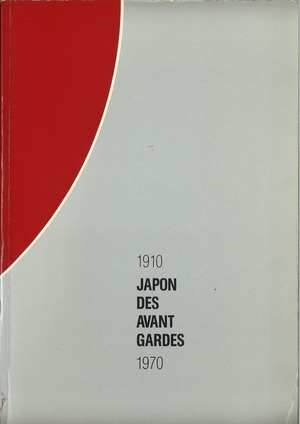 1910
JAPON
DES
AVANT
GARDES
1970